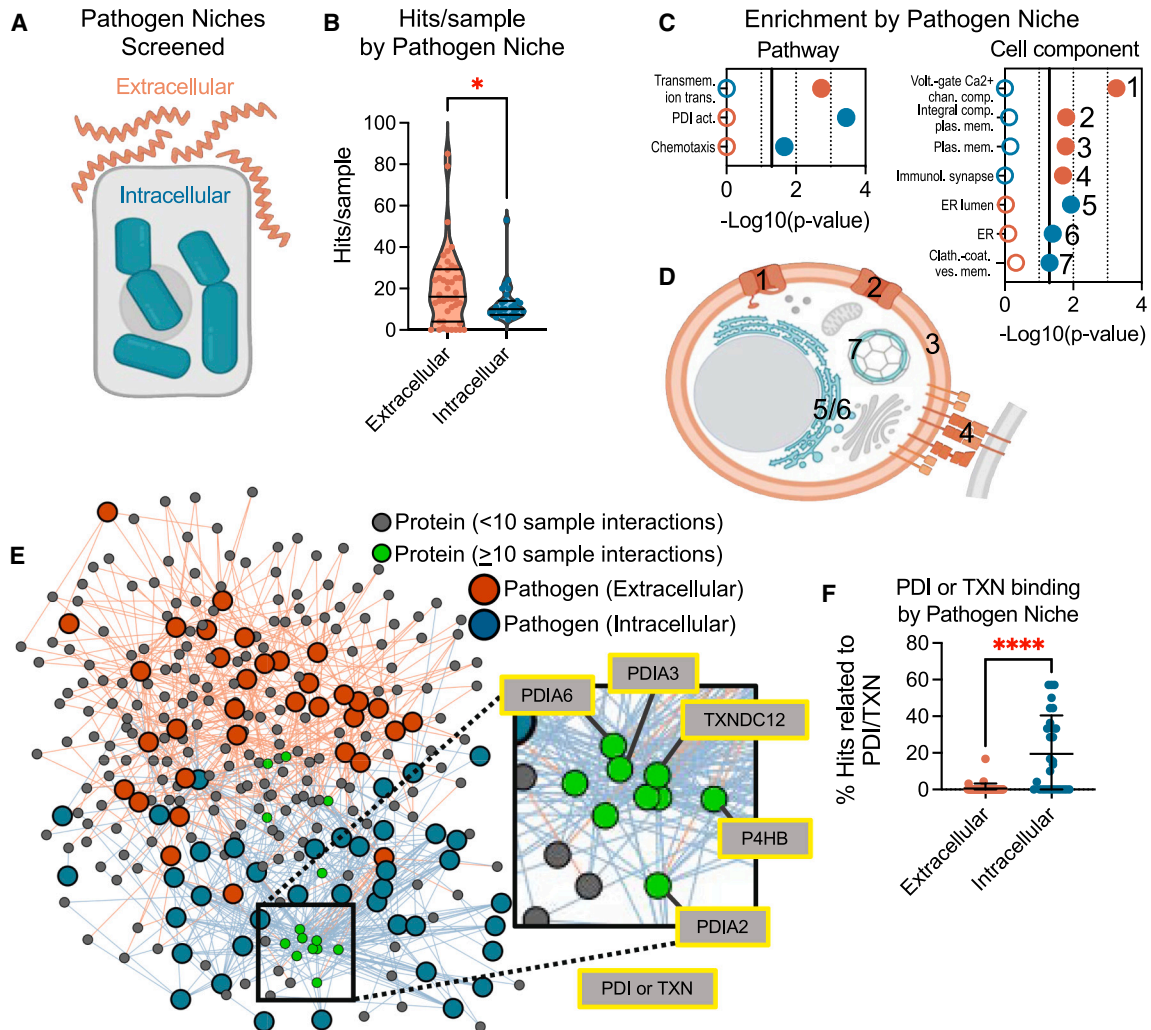 A
Pathogen Niches
Screened
Extracellular
Intracellular
B
Hits/sample
by Pathogen Niche
*
Hits/sample
100
80
60
40
20
0
Extracellular
Intracelluar
C
Enrichment by Pathogen Niche
Pathway
Transmem.
ion trans.
PDI act.
Chemotaxis
0
2
4
-Log10(p-value)
Cell component
Volt.-gate Ca2+
chan. comp.
Integral comp.
plas. mem.
Plas. mem.
Immunol. synapse
ER lumen
ER
Clath.-coat.
ves. mem.
1
2
3
4
5
6
7
0
2
4
-Log10(p-value)
D
1
2
3
4
5/6
7
E
Protein (<10 sample interactions)
Protein (≥10 sample interactions)
Pathogen (Extracellular)
Pathogen (Intracellular)
PDIA6
PDIA3
TXNDC12
P4HB
PDIA2
PDI or TXN
F
PDI or TXN binding
by Pathogen Niche
****
% Hits related to
PDI/TXN
80
60
40
20
0
Extracellular
Intracellular